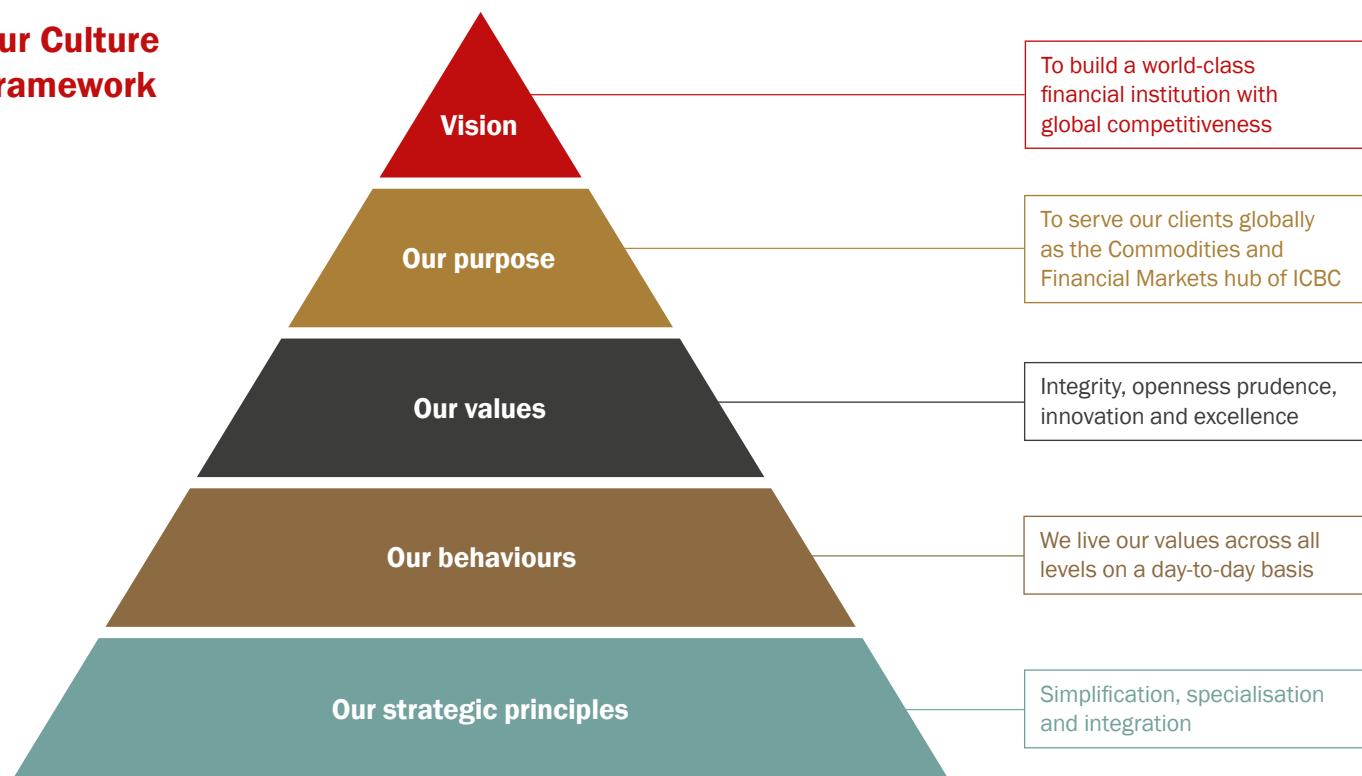 ur Culture
ramework
Vision
To build a world-class
financial institution with
global competitiveness
Our purpose
To serve our clients globally
as the Commodities and
Financial Markets hub of ICBC
Our values
Integrity, openness prudence,
innovation and excellence
Our behaviours
We live our values across all
levels on a day-to-day basis
Our strategic principles
Simplification, specialisation
and integration